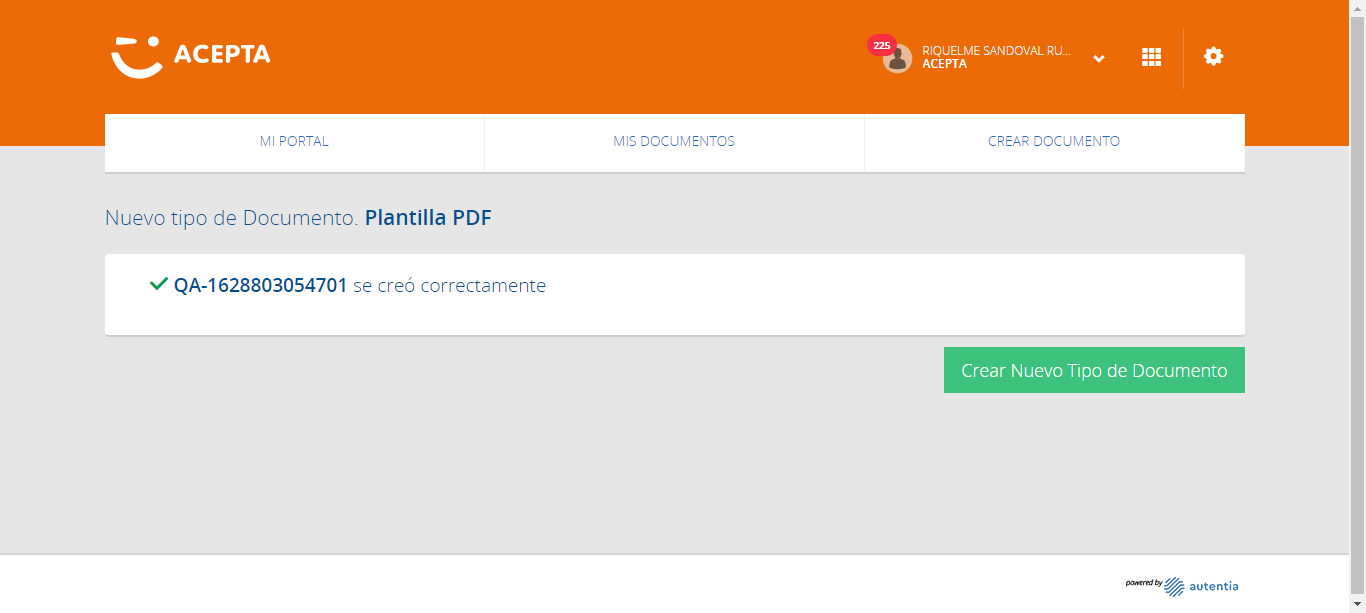 ACEPTA
225
RIQUELME SANDOVAL RU...
ACEPTA
MI PORTAL
MIS DOCUMENTOS
CREAR DOCUMENTO
Nuevo tipo de Documento. Plantilla PDF
QA-1628803054701 se creó correctamente
Crear Nuevo Tipo de Documento
powered by autentia